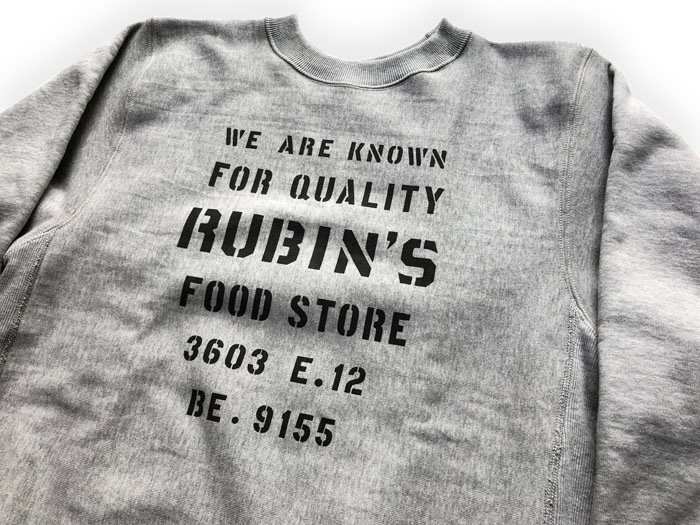 WE ARE KNOWN
FOR QUALITY
RUBIN'S
FOOD STORE
3603 E.12
BE. 9155